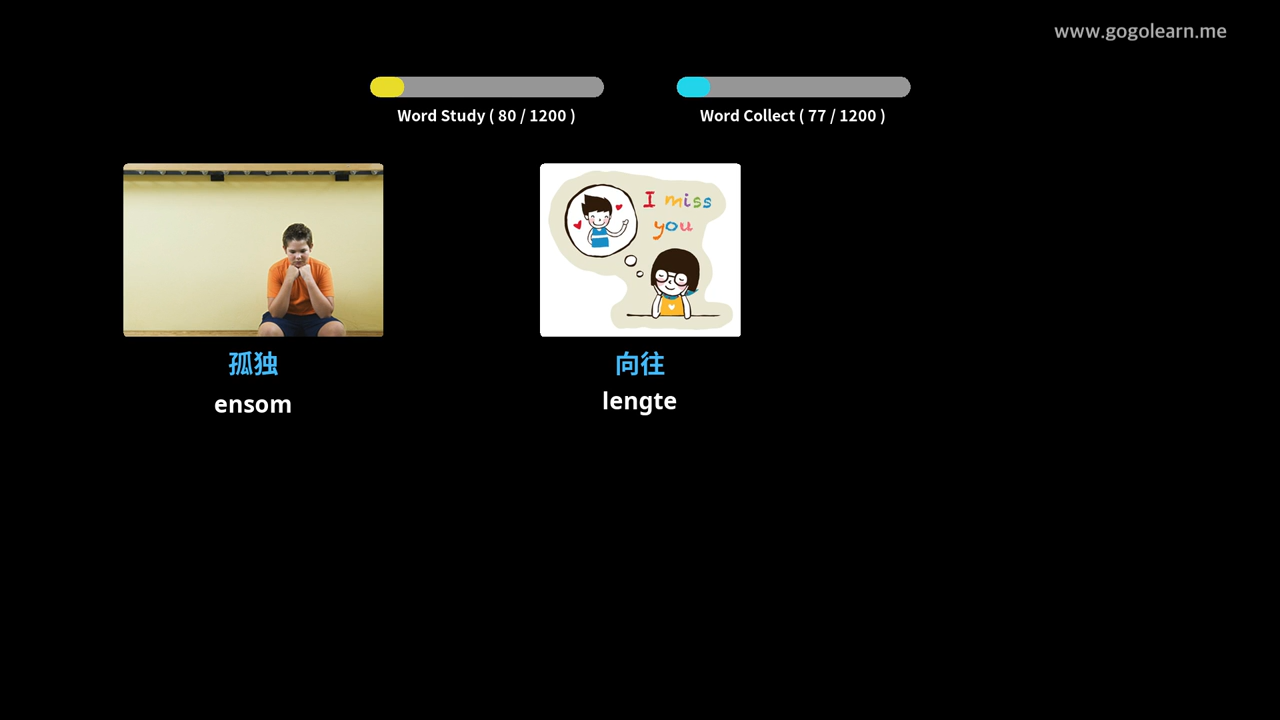 www.gogolearn.me
Word Study ( 80 / 1200 )
Word Collect ( 77 / 1200 )
I miss
you
孤独
ensom
向往
lengte